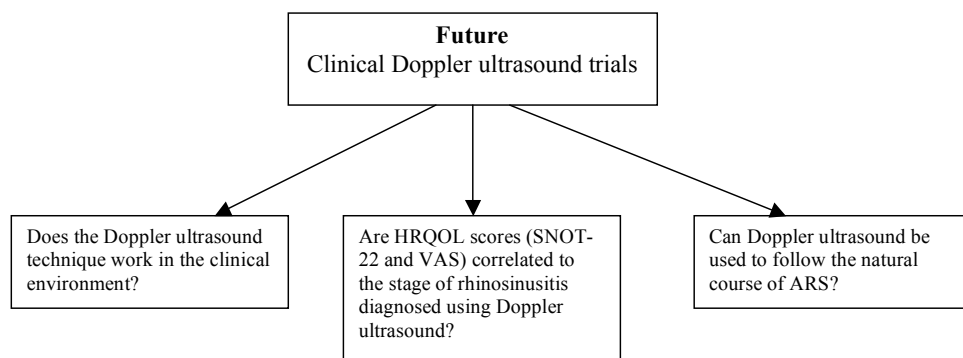 Future
Clinical Doppler ultrasound trials
Does the Doppler ultrasound
technique work in the clinical
environment?
Are HRQOL scores (SNOT-
22 and VAS) correlated to
the stage of rhinosinusitis
diagnosed using Doppler
ultrasound?
Can Doppler ultrasound be
used to follow the natural
course of ARS?